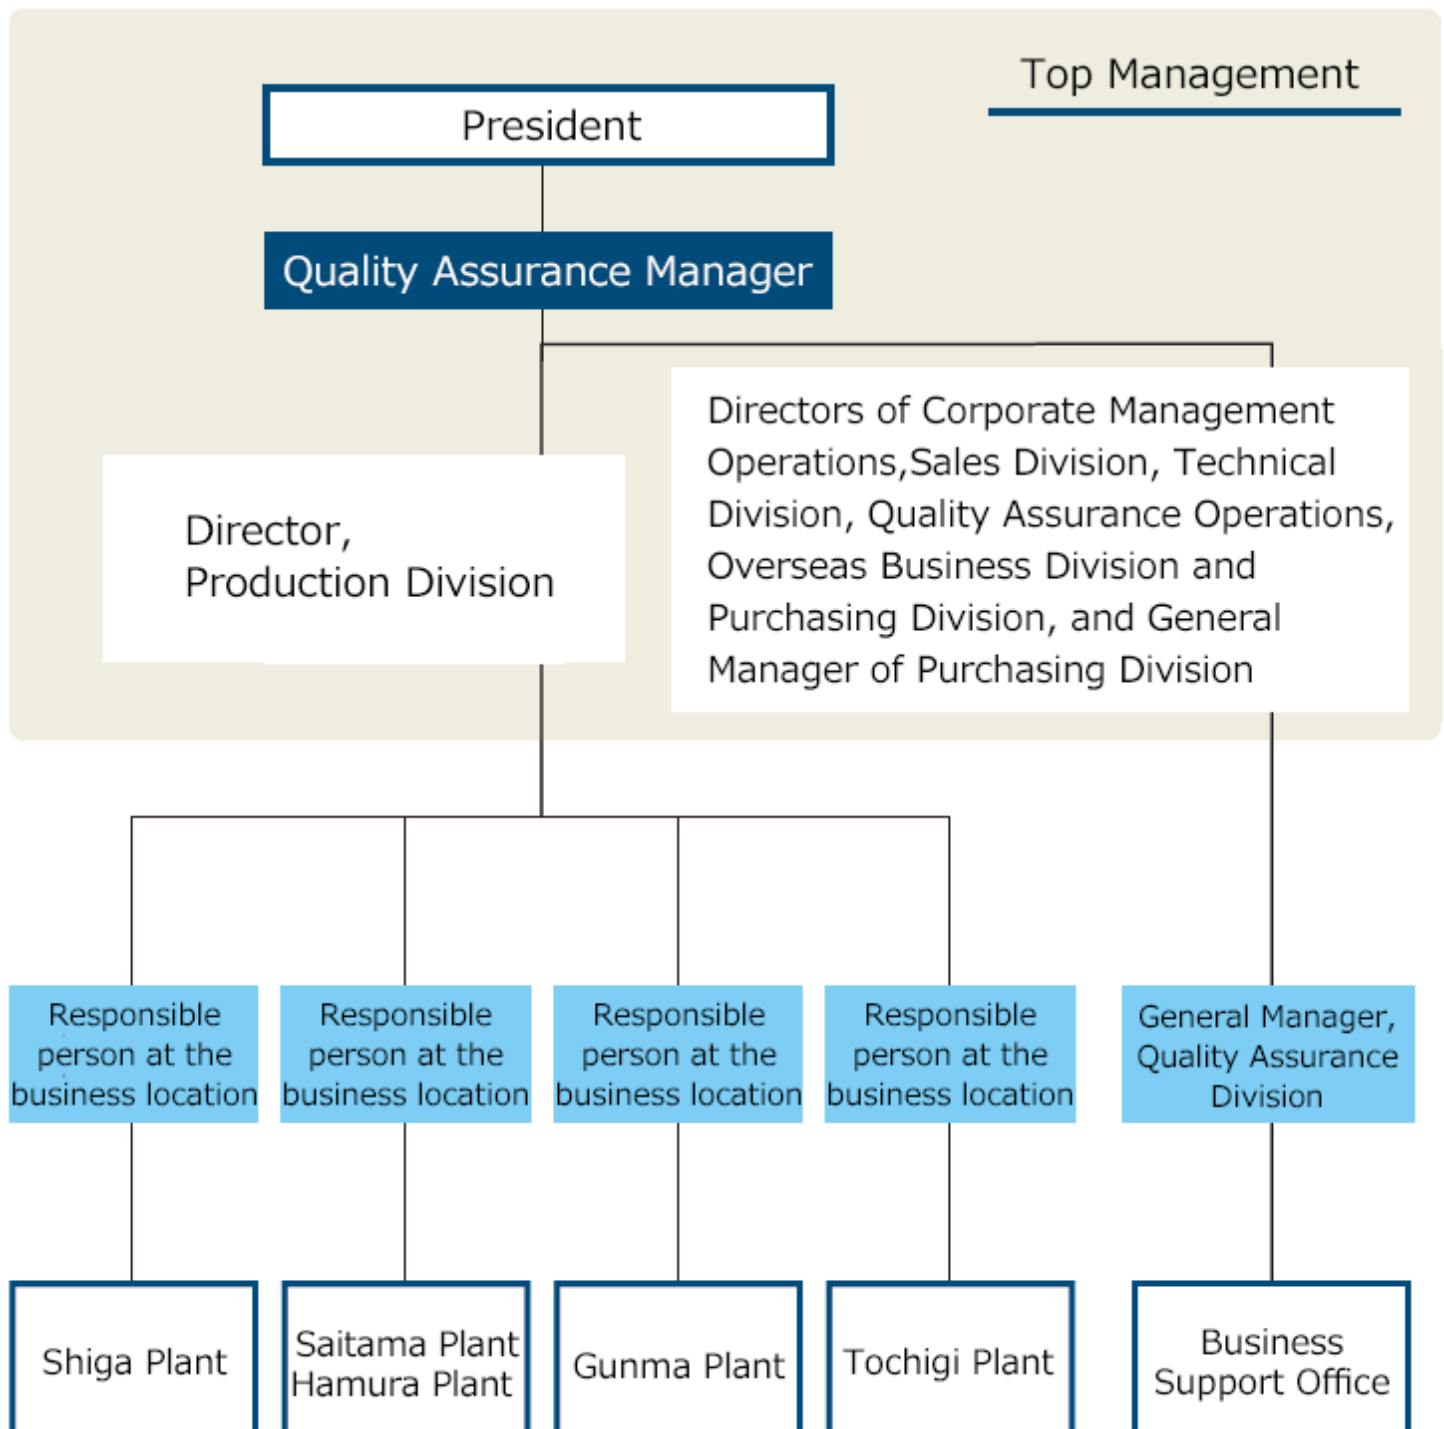 Top Management
President
Quality Assurance Manager
Directors of Corporate Management
Operations,Sales Division, Technical
Division, Quality Assurance Operations,
Overseas Business Division and
Purchasing Division, and General
Manager of Purchasing Division
Director,
Production Division
Responsible
person at the
business location
Responsible
person at the
business location
Responsible
person at the
business location
Responsible
person at the
business location
General Manager,
Quality Assurance
Division
Shiga Plant
Saitama Plant
Hamura Plant
Gunma Plant
Tochigi Plant
Business
Support Office